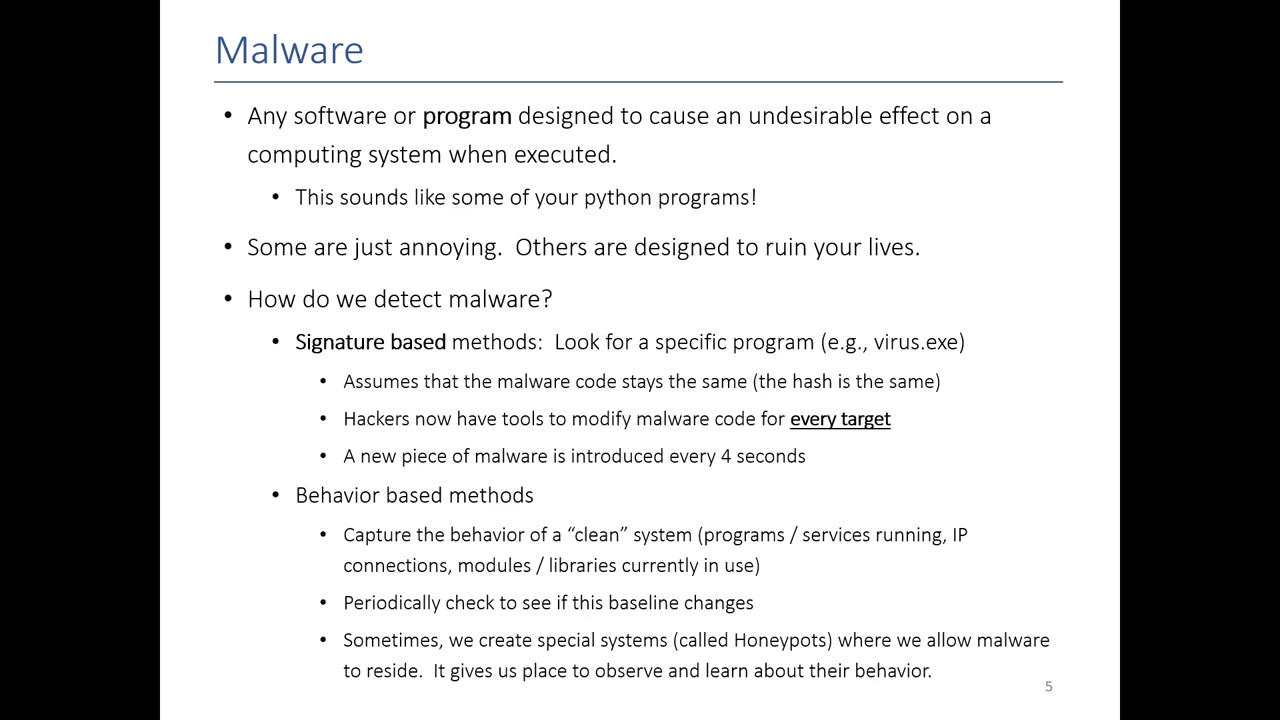 Malware
• Any software or program designed to cause an undesirable effect on a
computing system when executed.
• This sounds like some of your python programs!
• Some are just annoying.  Others are designed to ruin your lives.
• How do we detect malware?
• Signature based methods:  Look for a specific program (e.g., virus.exe)
• Assumes that the malware code stays the same (the hash is the same)
• Hackers now have tools to modify malware code for every target
• A new piece of malware is introduced every 4 seconds
• Behavior based methods
• Capture the behavior of a “clean” system (programs / services running, IP
connections, modules / libraries currently in use)
• Periodically check to see if this baseline changes
• Sometimes, we create special systems (called Honeypots) where we allow malware
to reside.  It gives us place to observe and learn about their behavior.
5